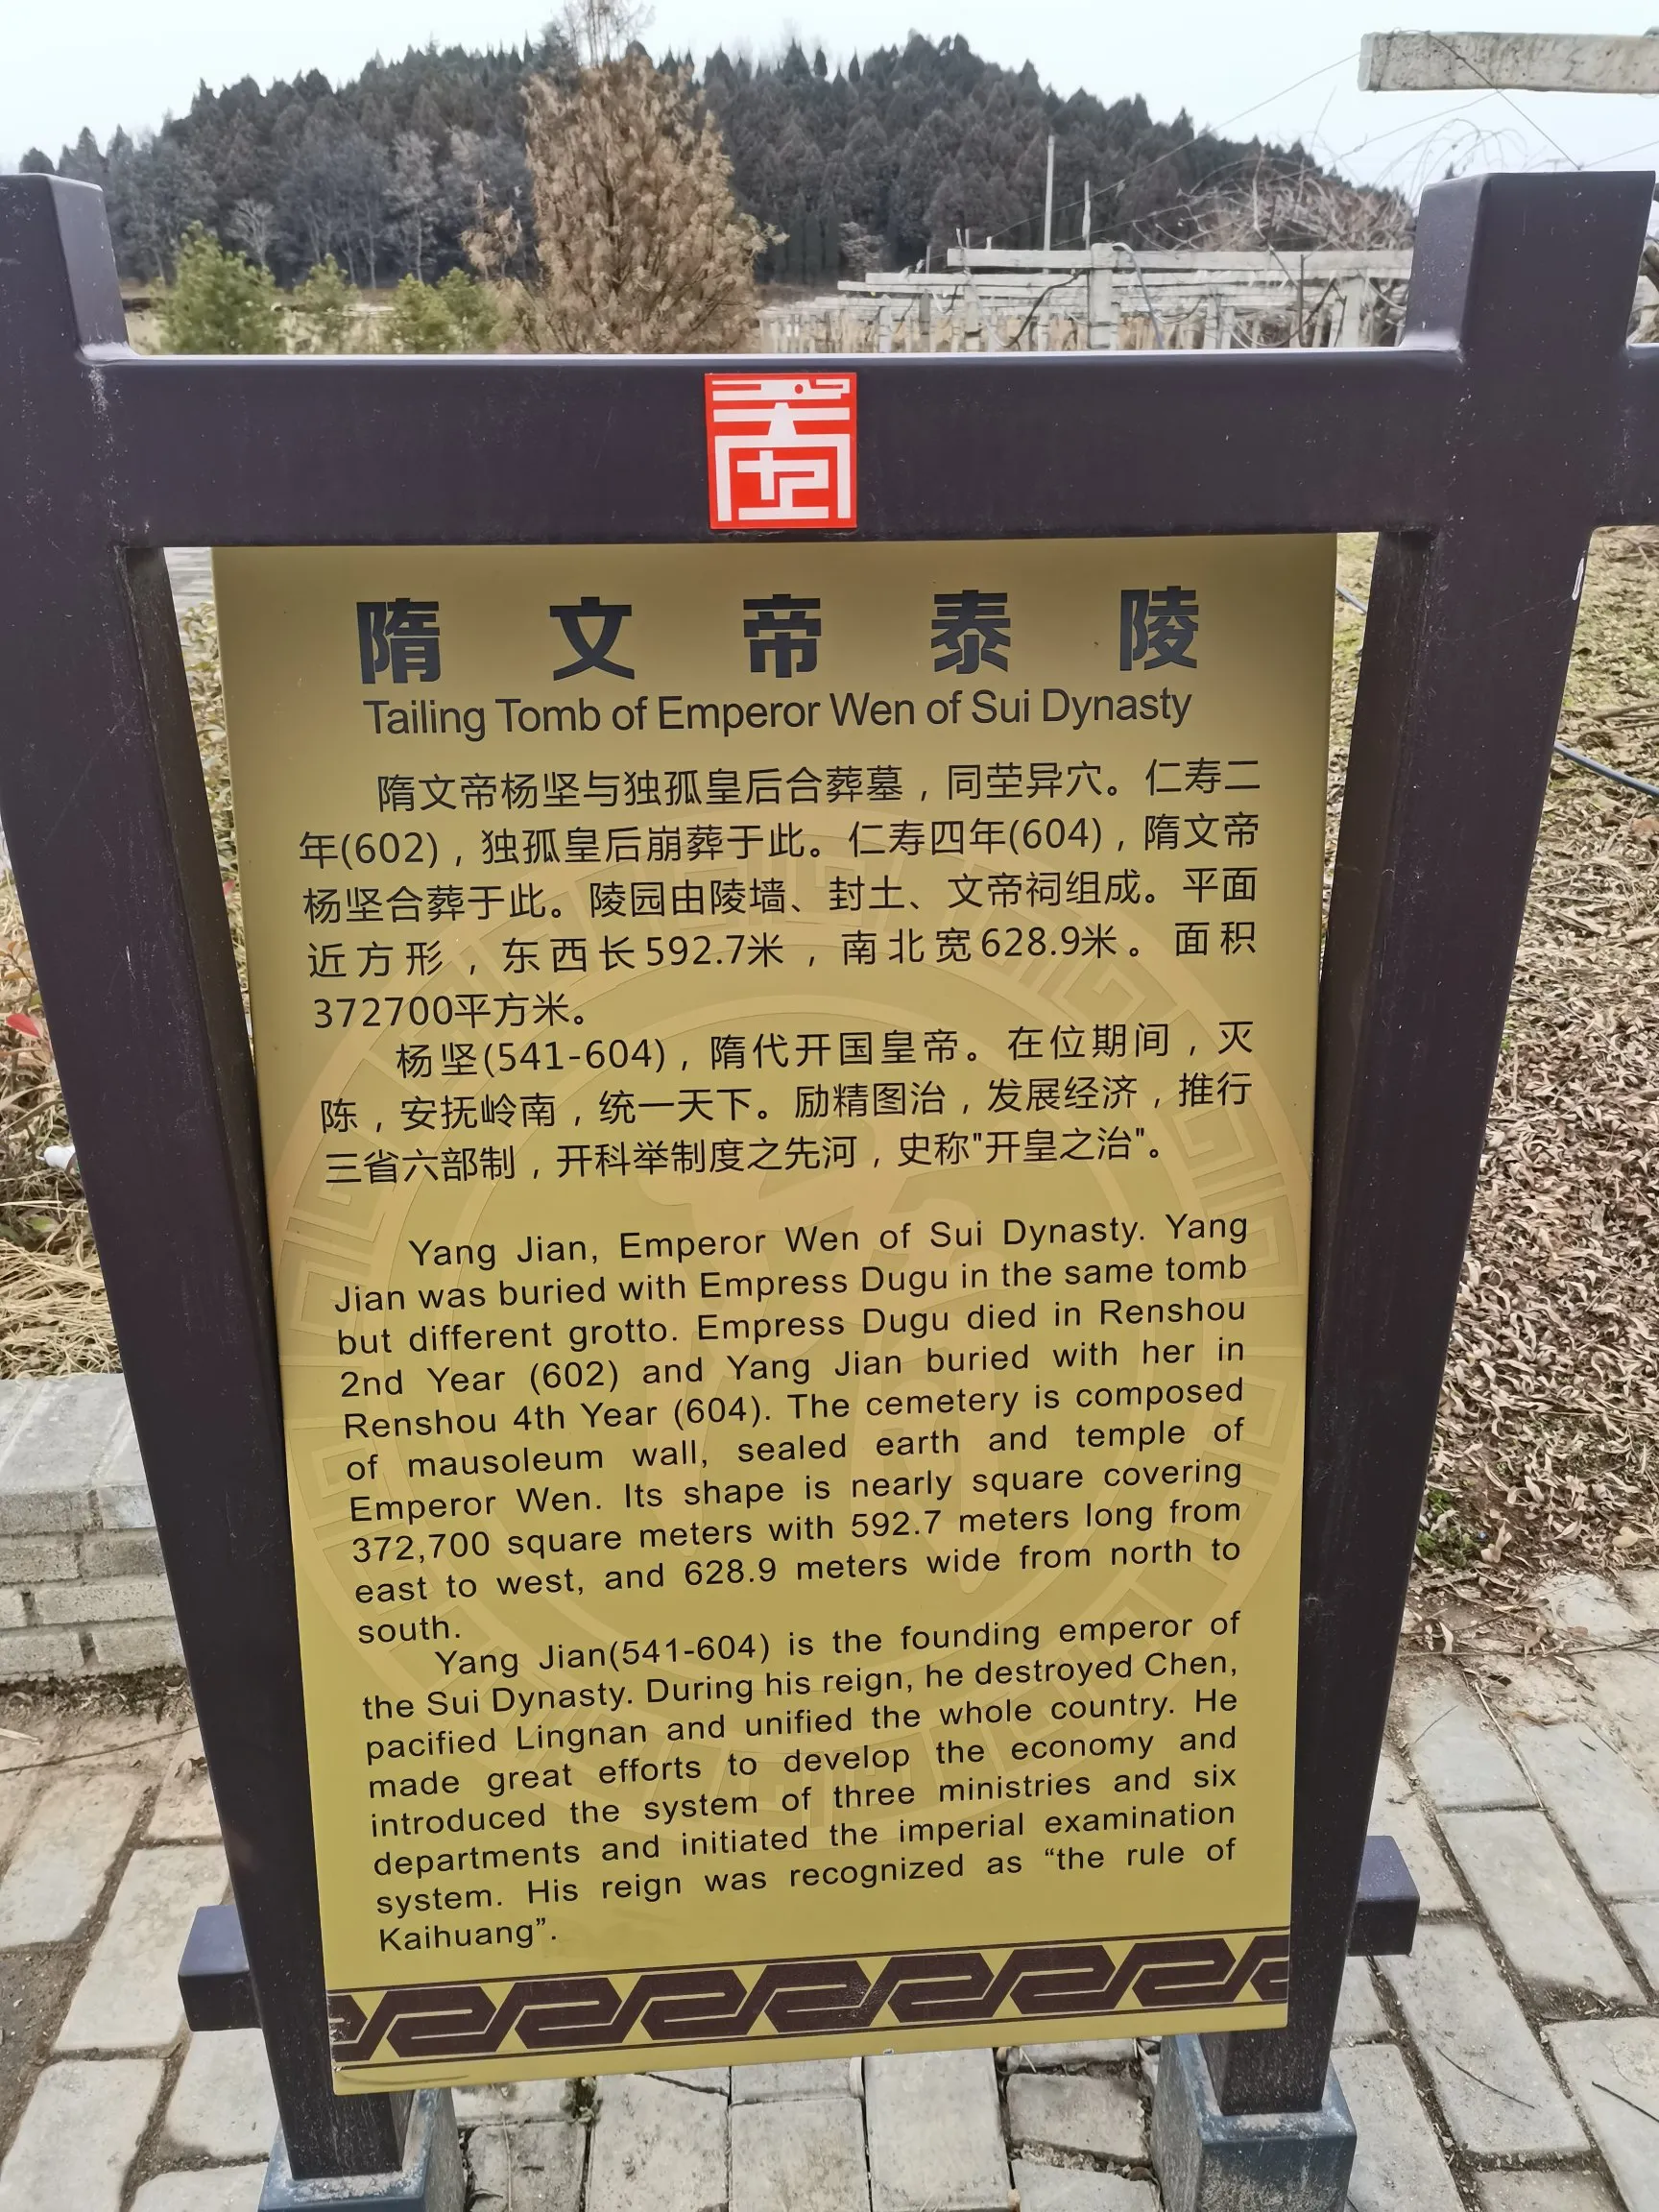 隋文帝泰陵
Tailing Tomb of Emperor Wen of Sui Dynasty
隋文帝杨坚与独孤皇后合葬墓，同茔异穴。仁寿二
年(602)，独孤皇后崩葬于此。仁寿四年(604)，隋文帝
杨坚合葬于此。陵园由陵墙、封土、文帝祠组成。平面
近方形，东西长592.7米，南北宽628.9米。面积
372700平方米。
杨坚(541-604)，隋代开国皇帝。在位期间，灭
陈，安抚岭南，统一天下。励精图治，发展经济，推行
三省六部制，开科举制度之先河，史称"开皇之治"。
Yang Jian, Emperor Wen of Sui Dynasty. Yang
Jian was buried with Empress Dugu in the same tomb
but different grotto. Empress Dugu died in Renshou
2nd Year (602) and Yang Jian buried with her in
Renshou 4th Year (604). The cemetery is composed
of mausoleum wall, sealed earth and temple of
Emperor Wen. Its shape is nearly square covering
372,700 square meters with 592.7 meters long from
east to west, and 628.9 meters wide from north to
south.
Yang Jian(541-604) is the founding emperor of
the Sui Dynasty. During his reign, he destroyed Chen,
pacified Lingnan and unified the whole country. He
made great efforts to develop the economy and
introduced the system of three ministries and six
departments and initiated the imperial examination
system. His reign was recognized as “the rule of
Kaihuang”.